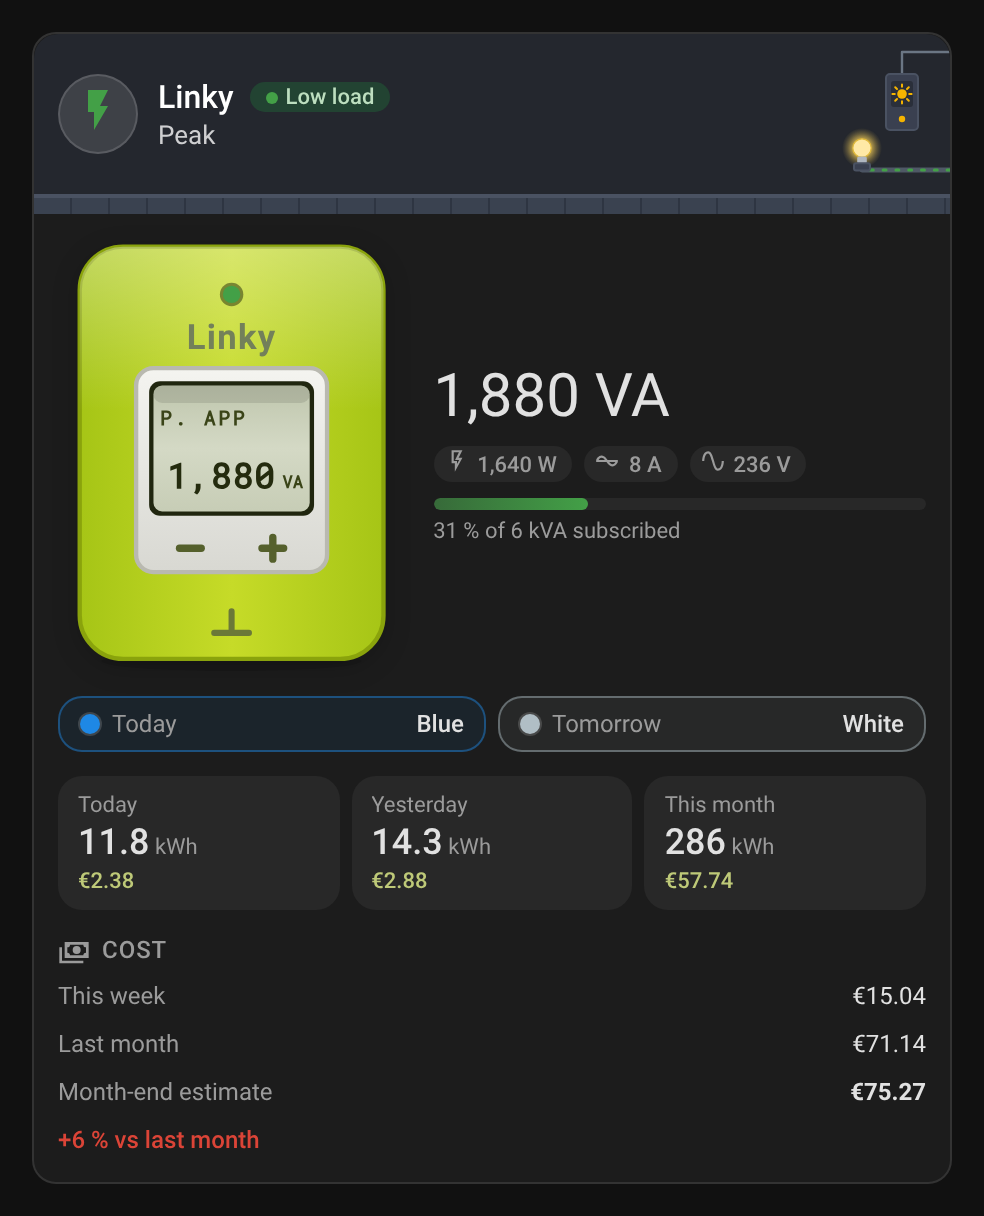 Linky
Low load
Peak
Linky
P. APP
1,880 VA
1,880 VA
1,640 W
8 A
236 V
31 % of 6 kVA subscribed
Today
Blue
Tomorrow
White
Today
11.8 kWh
€2.38
Yesterday
14.3 kWh
€2.88
This month
286 kWh
€57.74
COST
This week
€15.04
Last month
€71.14
Month-end estimate
€75.27
+6 % vs last month